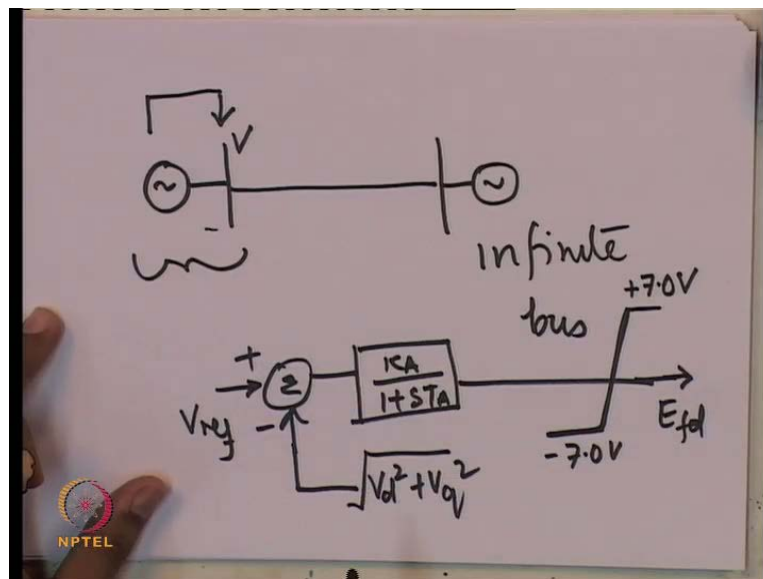 V
infinite
bus
+7.0V
Vref
+
-
Σ
KA
1+STA
√Vd²+Vq²
-7.0V
Efd
NPTEL